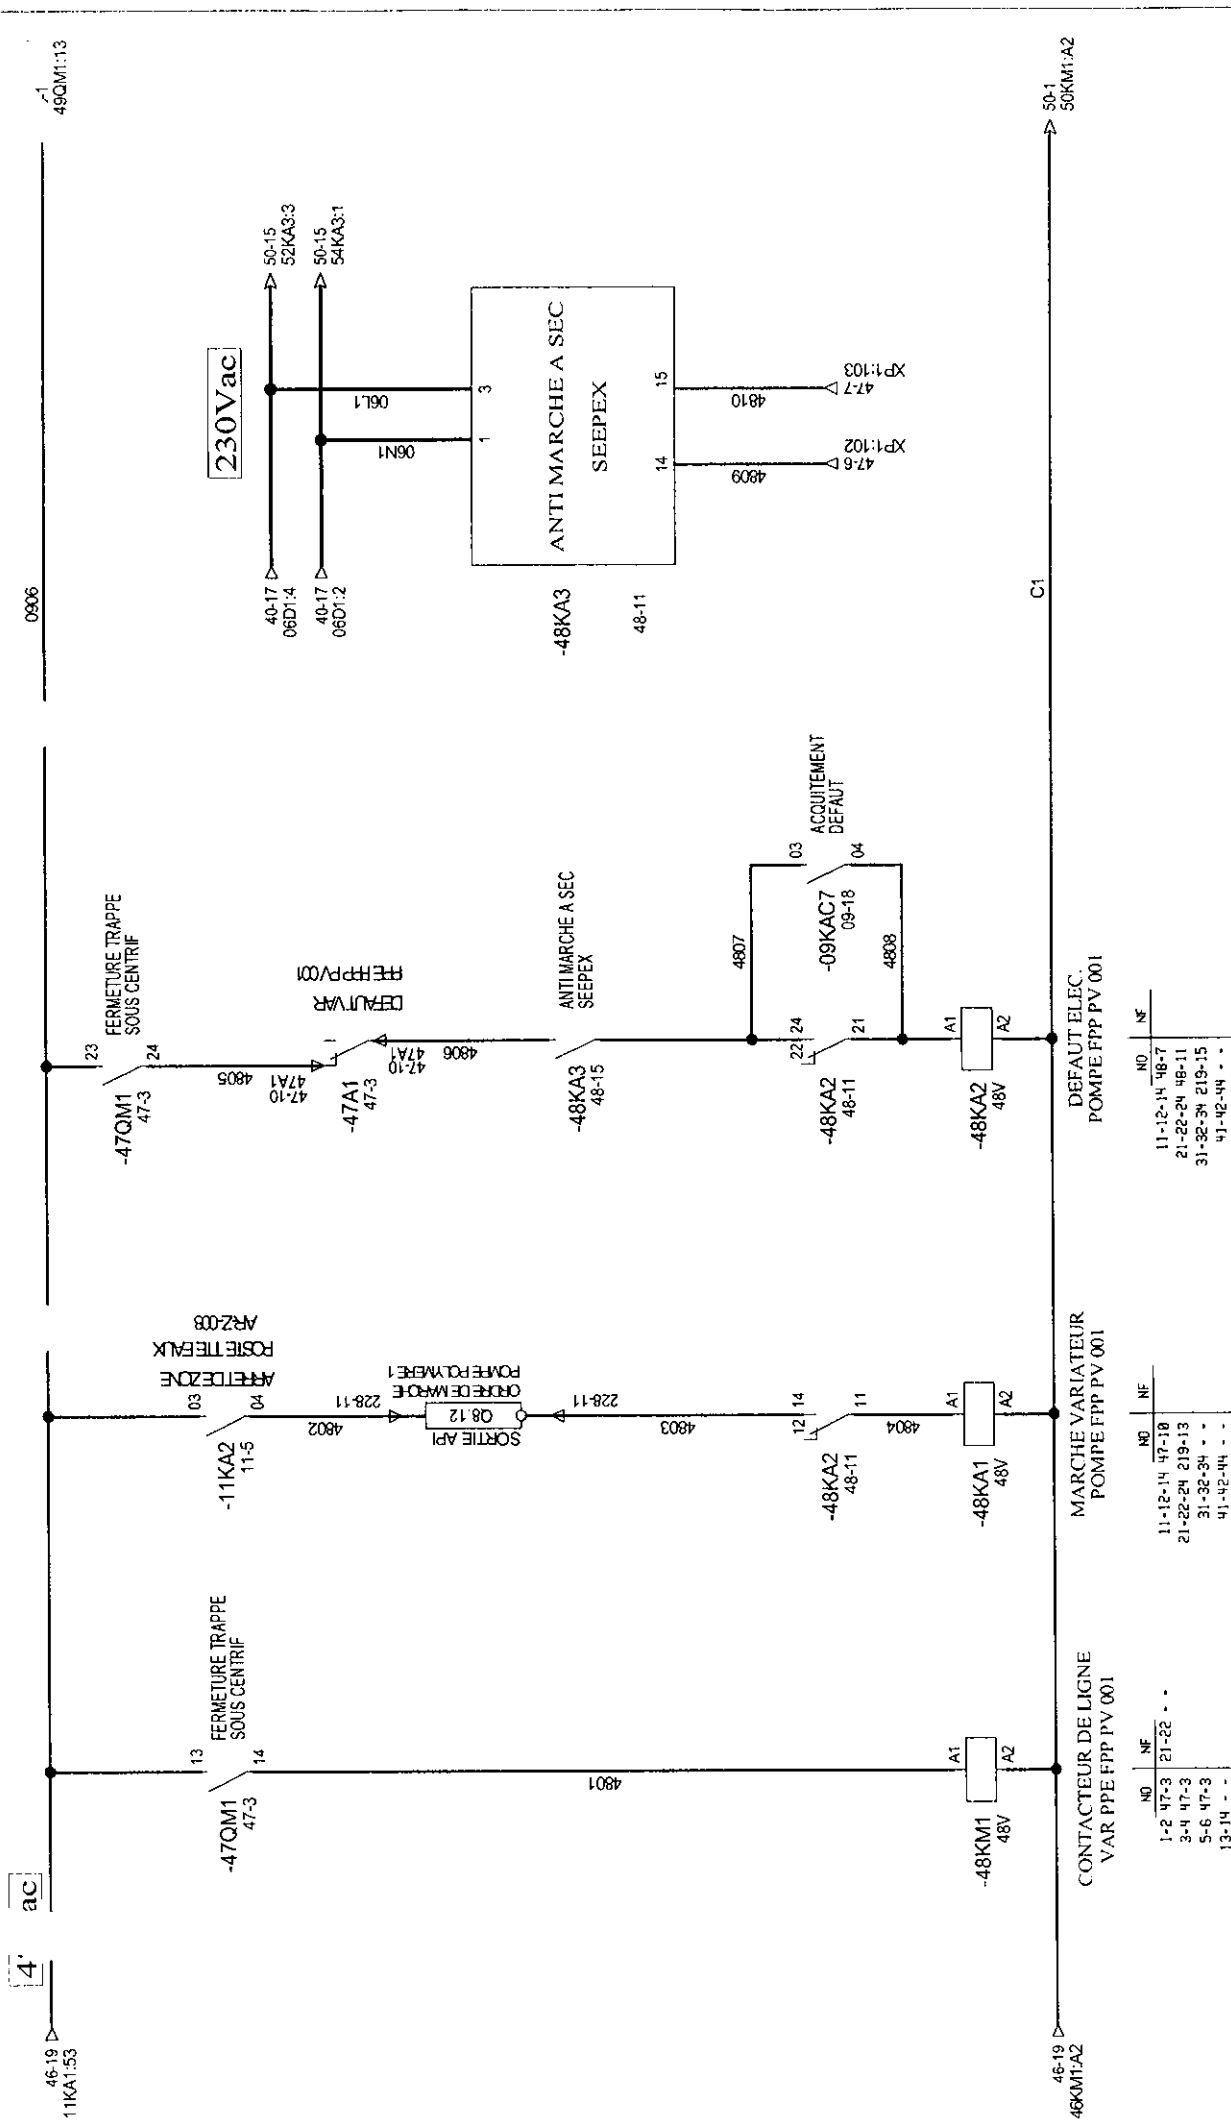 4' ac
46-19
11KA1:53
0906
-1
49QM1:13
13
14
-47QM1
47-3
FERMETURE TRAPPE
SOUS CENTRIF
4801
A1
A2
-48KM1
48V
CONTACTEUR DE LIGNE
VAR PPE FPP PV 001
NO NF
1-2 47-3 21-22 - -
3-4 47-3
5-6 47-3
13-14 - -
03
04
-11KA2
11-5
ARRET DE ZONE
POSTE TTE EAUX
ARZ-008
4802
228-11
SORTIE API
Q8.12
ORDRE DE MARCHE
POMPE POLYMERE 1
228-11
4803
12 14
11
-48KA2
48-11
4804
A1
A2
-48KA1
48V
MARCHE VARIATEUR
POMPE FPP PV 001
NO NF
11-12-14 47-10
21-22-24 219-13
31-32-34 - -
41-42-44 - -
23
24
-47QM1
47-3
FERMETURE TRAPPE
SOUS CENTRIF
4805
47-10
47A1
-47A1
47-3
DEFAUT VAR
PPE FPP PV 001
47-10
47A1
4806
-48KA3
48-15
ANTI MARCHE A SEC
SEEPEX
4807
22 24
21
-48KA2
48-11
03
04
-09KAC7
09-18
ACQUITEMENT
DEFAUT
4808
A1
A2
-48KA2
48V
DEFAUT ELEC.
POMPE FPP PV 001
NO NF
11-12-14 48-7
21-22-24 48-11
31-32-34 219-15
41-42-44 - -
230Vac
40-17
06D1:4
50-15
52KA3:3
40-17
06D1:2
50-15
54KA3:1
06N1
06L1
1
3
ANTI MARCHE A SEC
SEEPEX
-48KA3
48-11
14
15
4809
4810
47-6
XP1:102
47-7
XP1:103
46-19
46KM1:A2
C1
50-1
50KM1:A2